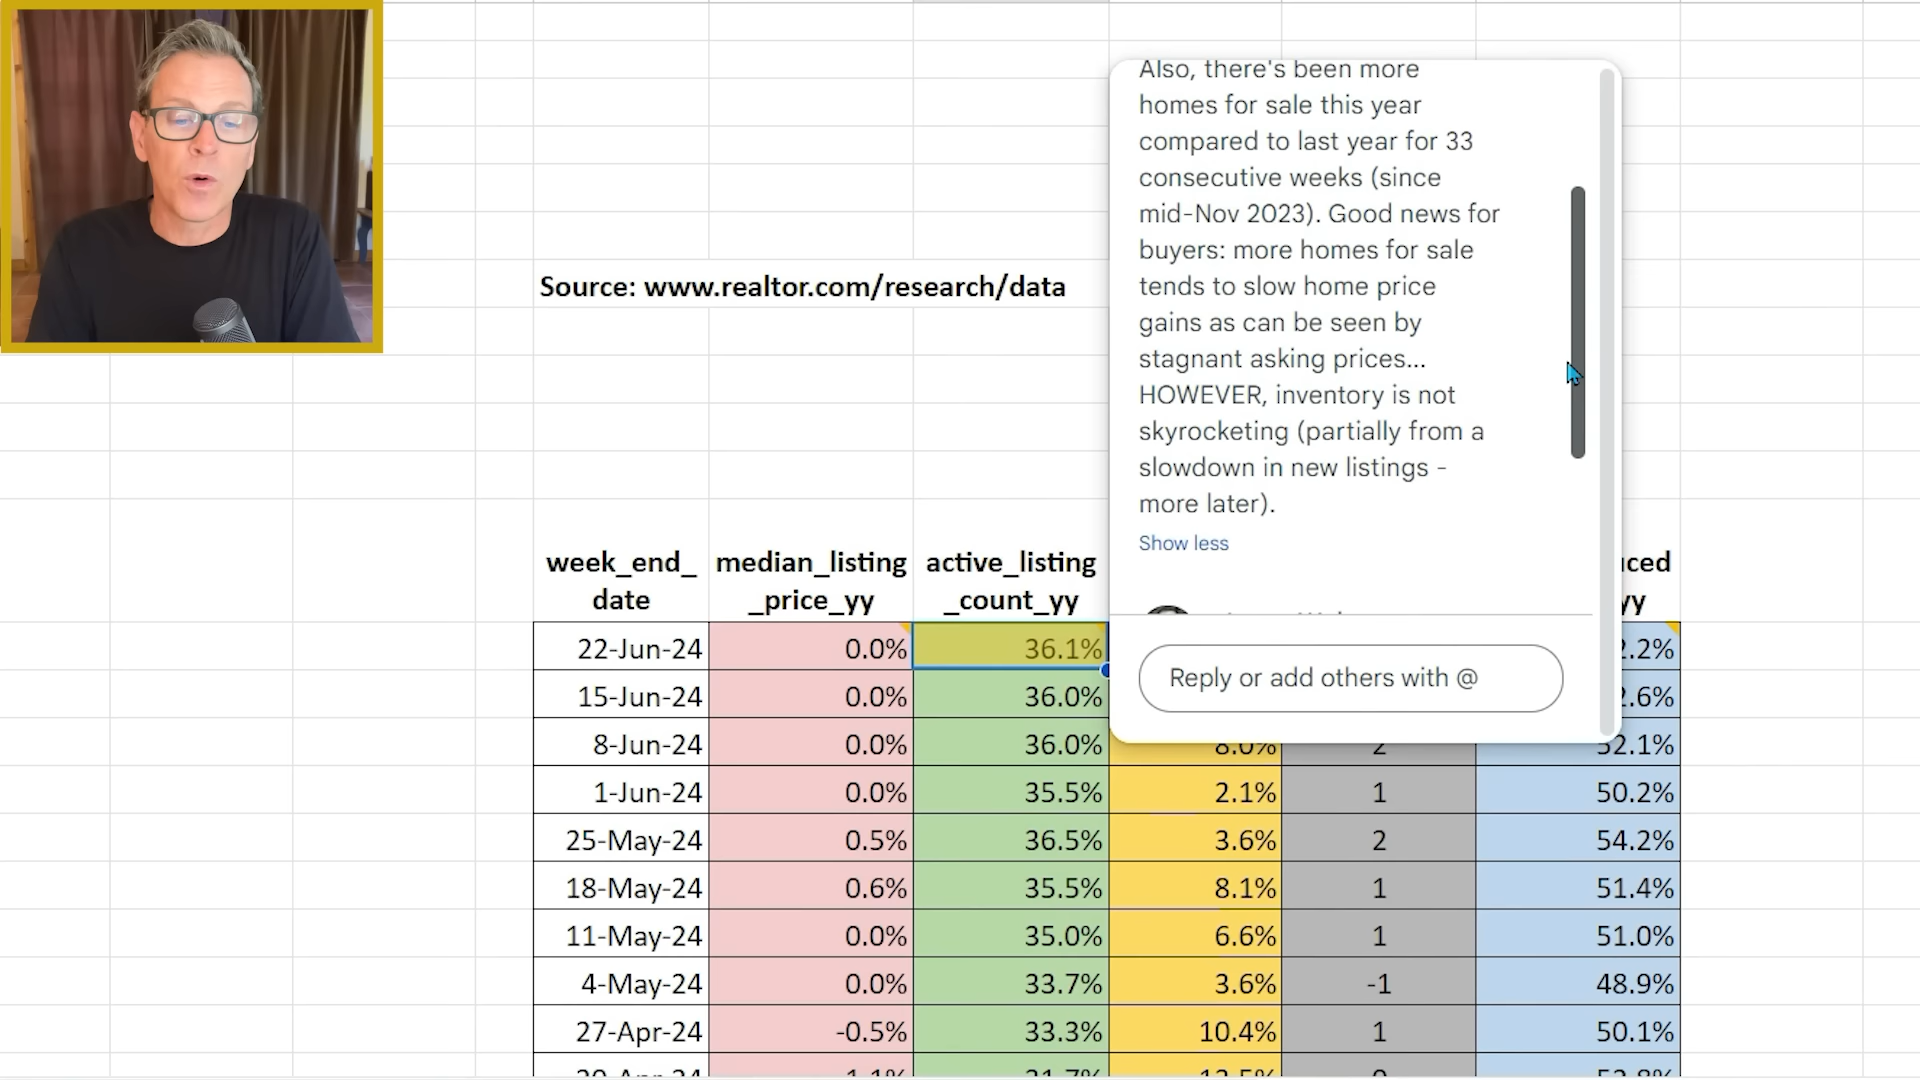 Also, there's been more
homes for sale this year
compared to last year for 33
consecutive weeks (since
mid-Nov 2023). Good news for
buyers: more homes for sale
tends to slow home price
gains as can be seen by
stagnant asking prices...
HOWEVER, inventory is not
skyrocketing (partially from a
slowdown in new listings -
more later).
Show less
Reply or add others with @
Source: www.realtor.com/research/data
week_end_
date
median_listing
_price_yy
active_listing
_count_yy
22-Jun-24 0.0% 36.1%
15-Jun-24 0.0% 36.0%
8-Jun-24 0.0% 36.0% 8.0% 2 52.1%
1-Jun-24 0.0% 35.5% 2.1% 1 50.2%
25-May-24 0.5% 36.5% 3.6% 2 54.2%
18-May-24 0.6% 35.5% 8.1% 1 51.4%
11-May-24 0.0% 35.0% 6.6% 1 51.0%
4-May-24 0.0% 33.7% 3.6% -1 48.9%
27-Apr-24 -0.5% 33.3% 10.4% 1 50.1%